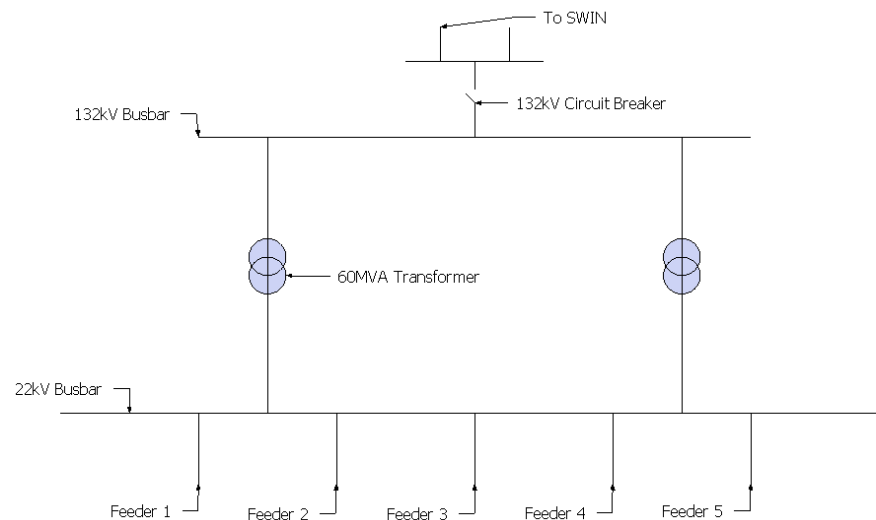 To SWIN
132kV Circuit Breaker
132kV Busbar
60MVA Transformer
22kV Busbar
Feeder 1
Feeder 2
Feeder 3
Feeder 4
Feeder 5